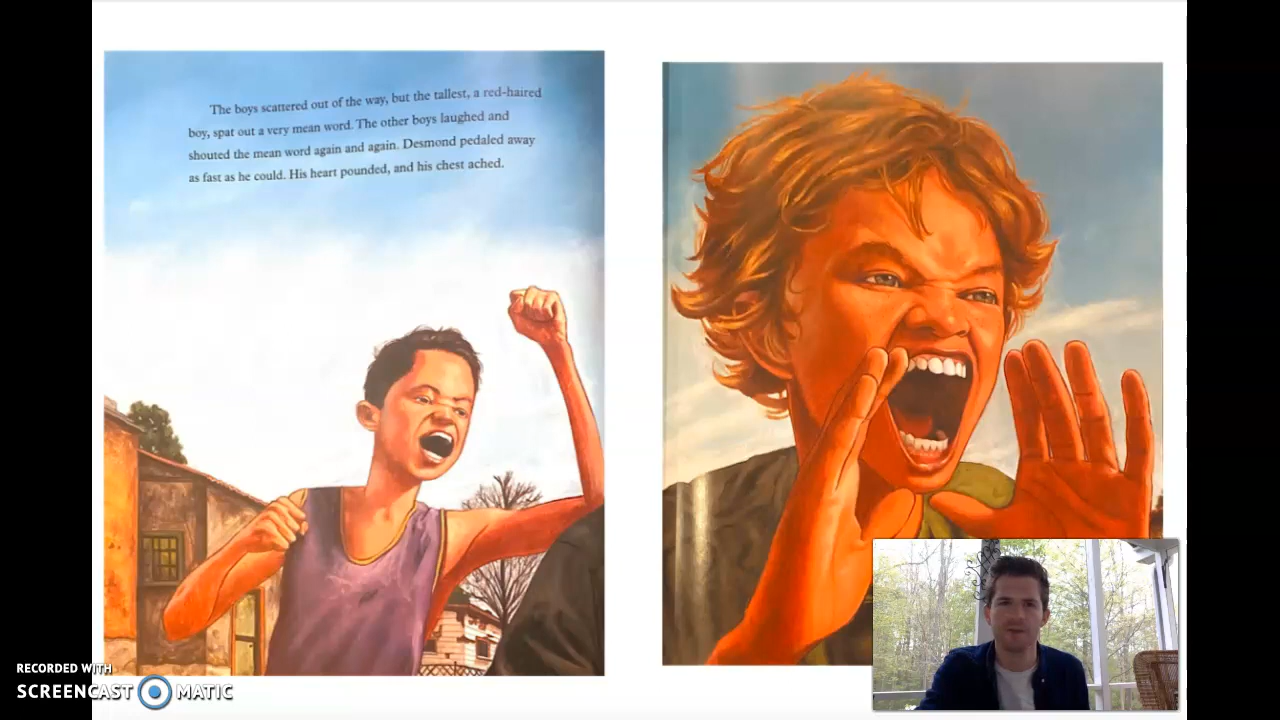 The boys scattered out of the way, but the tallest, a red-haired
boy, spat out a very mean word. The other boys laughed and
shouted the mean word again and again. Desmond pedaled away
as fast as he could. His heart pounded, and his chest ached.
RECORDED WITH
SCREENCAST MATIC